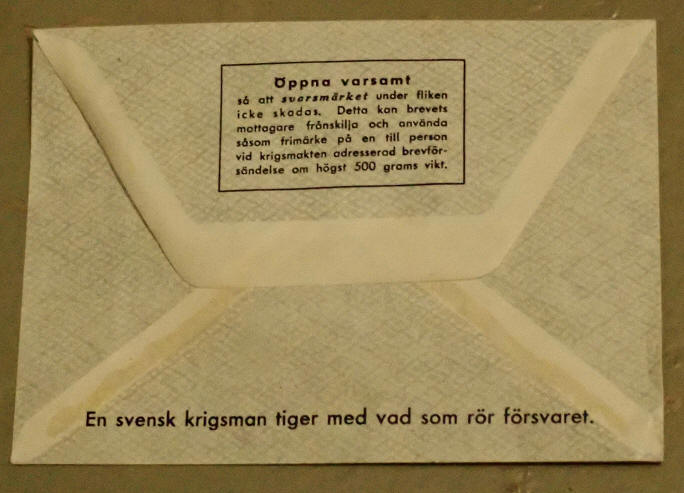 Öppna varsamt
så att svarsmärket under fliken
icke skadas. Detta kan brevets
mottagare frånskilja och använda
såsom frimärke på en till person
vid krigsmakten adresserad brevför-
sändelse om högst 500 grams vikt.
En svensk krigsman tiger med vad som rör försvaret.